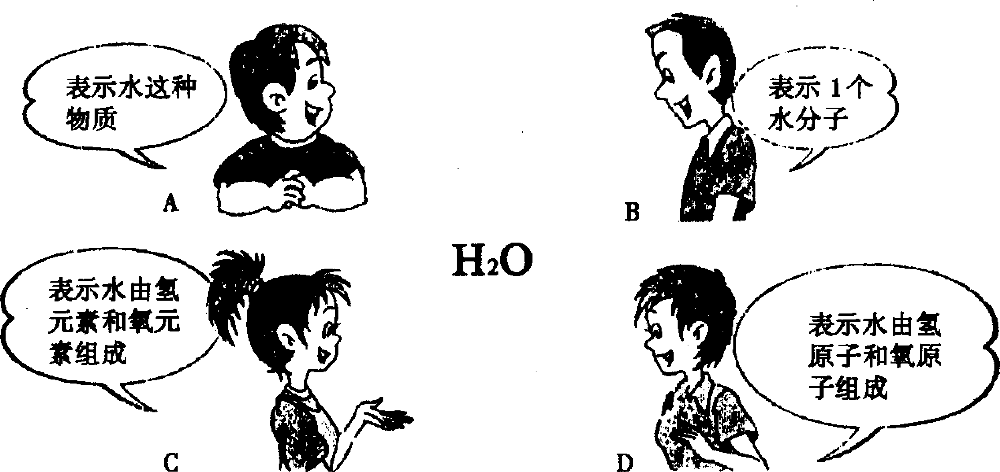 表示水这种
物质
A
表示1个
水分子
B
H₂O
表示水由氢
元素和氧元
素组成
C
表示水由氢
原子和氧原
子组成
D